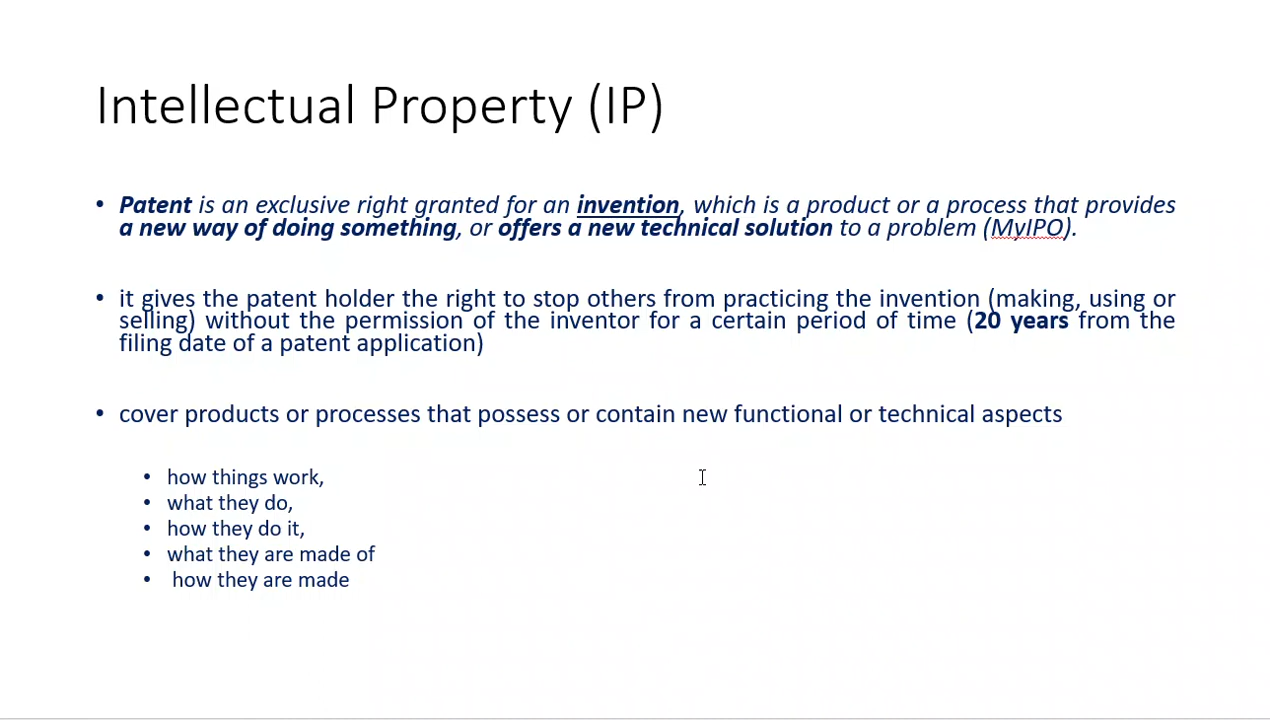 Intellectual Property (IP)
• Patent is an exclusive right granted for an invention, which is a product or a process that provides
a new way of doing something, or offers a new technical solution to a problem (MyIPO).
• it gives the patent holder the right to stop others from practicing the invention (making, using or
selling) without the permission of the inventor for a certain period of time (20 years from the
filing date of a patent application)
• cover products or processes that possess or contain new functional or technical aspects
• how things work,
• what they do,
• how they do it,
• what they are made of
• how they are made